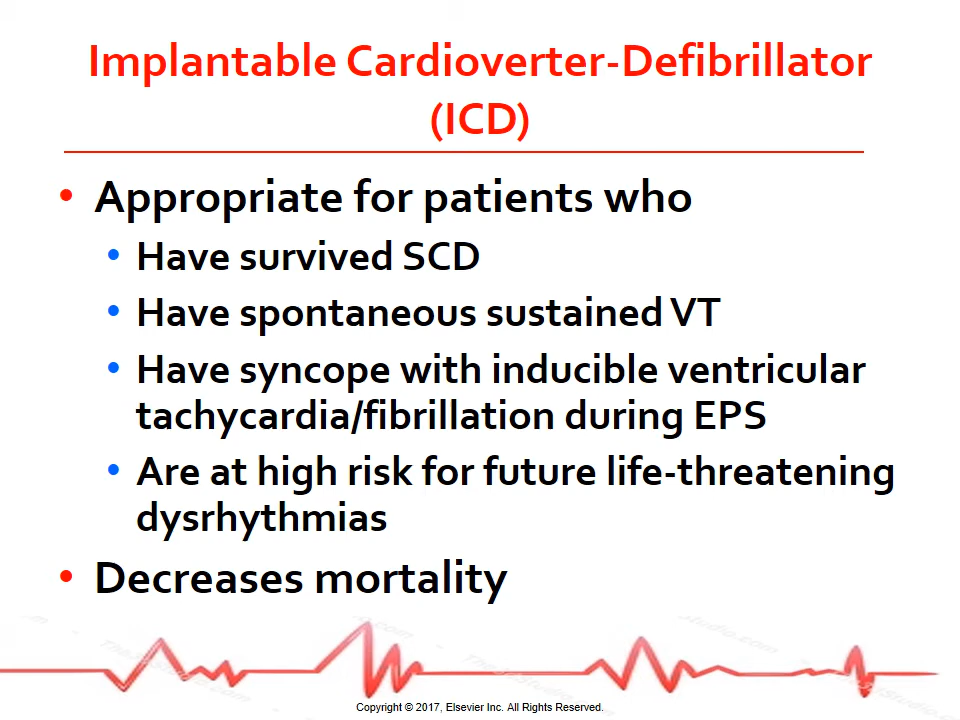 Implantable Cardioverter-Defibrillator
(ICD)
• Appropriate for patients who
• Have survived SCD
• Have spontaneous sustained VT
• Have syncope with inducible ventricular
tachycardia/fibrillation during EPS
• Are at high risk for future life-threatening
dysrhythmias
• Decreases mortality
Copyright © 2017, Elsevier Inc. All Rights Reserved.